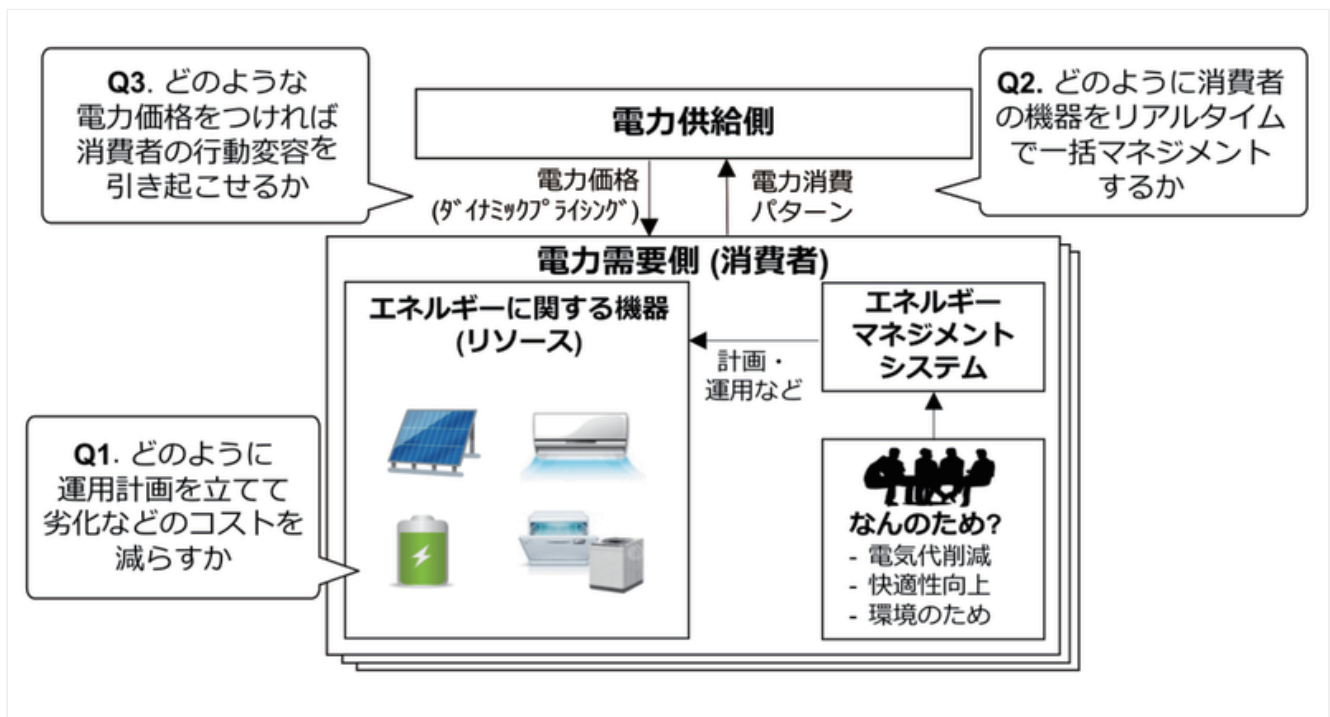 Q3. どのような
電力価格をつければ
消費者の行動変容を
引き起こせるか
Q2. どのように消費者
の機器をリアルタイム
で一括マネジメント
するか
電力供給側
電力価格
(ﾀﾞｲﾅﾐｯｸﾌﾟﾗｲｼﾝｸﾞ)
電力消費
パターン
電力需要側 (消費者)
エネルギーに関する機器
(リソース)
エネルギー
マネジメント
システム
計画・
運用など
Q1. どのように
運用計画を立てて
劣化などのコストを
減らすか
なんのため?
- 電気代削減
- 快適性向上
- 環境のため